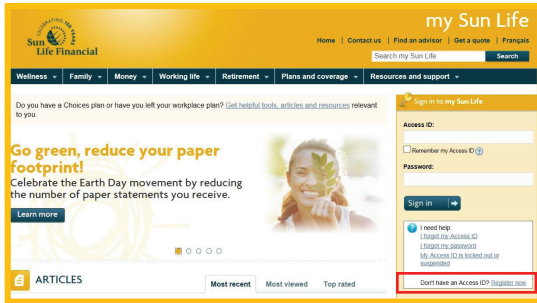 my Sun Life
CELEBRATING 150 YEARS
Sun
Life Financial
Home | Contact us | Find an advisor | Get a quote | Français
Search my Sun Life Search
Wellness Family Money Working life Retirement Plans and coverage Resources and support
Do you have a Choices plan or have you left your workplace plan? Get helpful tools, articles and resources relevant
to you.
Go green, reduce your paper
footprint!
Celebrate the Earth Day movement by reducing
the number of paper statements you receive.
Learn more
ARTICLES
Most recent Most viewed Top rated
Sign in to my Sun Life
Access ID:
Remember my Access ID ?
Password:
Sign in
? I need help:
I forgot my Access ID
I forgot my password
My Access ID is locked out or
suspended
Don't have an Access ID? Register now